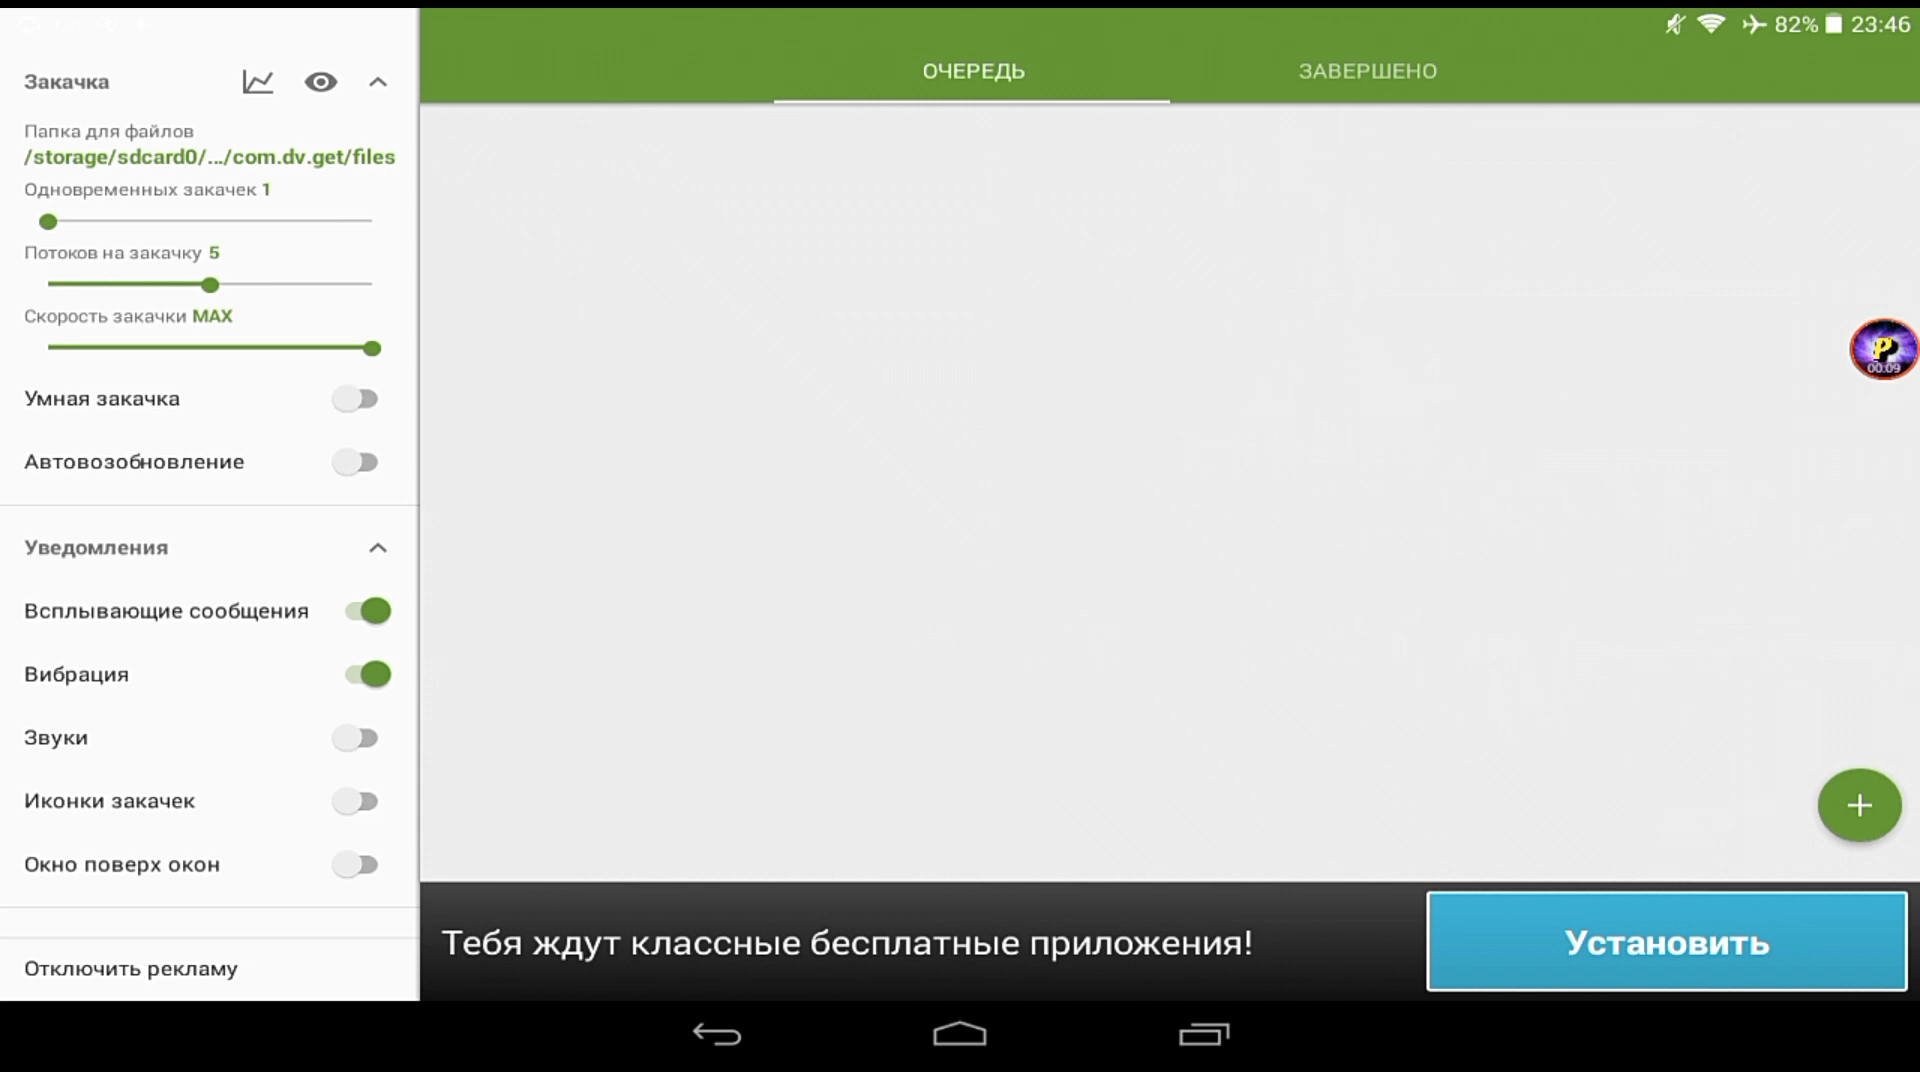 82% 23:46
Закачка
Папка для файлов
/storage/sdcard0/.../com.dv.get/files
Одновременных закачек 1
Потоков на закачку 5
Скорость закачки MAX
Умная закачка
Автовозобновление
Уведомления
Всплывающие сообщения
Вибрация
Звуки
Иконки закачек
Окно поверх окон
Отключить рекламу
ОЧЕРЕДЬ
ЗАВЕРШЕНО
P
00:09
+
Тебя ждут классные бесплатные приложения!
Установить